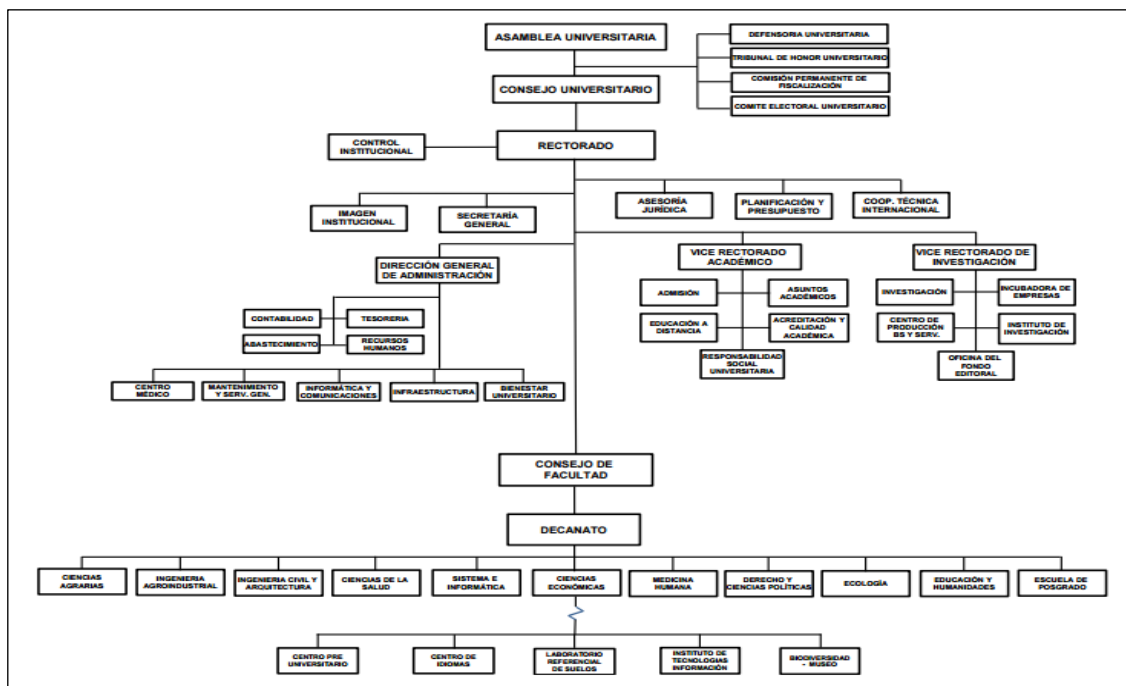 ASAMBLEA UNIVERSITARIA
DEFENSORIA UNIVERSITARIA
TRIBUNAL DE HONOR UNIVERSITARIO
COMISIÓN PERMANENTE DE
FISCALIZACIÓN
COMITE ELECTORAL UNIVERSITARIO
CONSEJO UNIVERSITARIO
CONTROL
INSTITUCIONAL
RECTORADO
IMAGEN
INSTITUCIONAL
SECRETARÍA
GENERAL
ASESORÍA
JURÍDICA
PLANIFICACIÓN Y
PRESUPUESTO
COOP. TÉCNICA
INTERNACIONAL
DIRECCIÓN GENERAL
DE ADMINISTRACIÓN
VICE RECTORADO
ACADÉMICO
VICE RECTORADO DE
INVESTIGACIÓN
CONTABILIDAD
TESORERIA
ABASTECIMIENTO
RECURSOS
HUMANOS
ADMISIÓN
ASUNTOS
ACADÉMICOS
EDUCACIÓN A
DISTANCIA
ACREDITACIÓN Y
CALIDAD
ACADÉMICA
RESPONSABILIDAD
SOCIAL
UNIVERSITARIA
INVESTIGACIÓN
INCUBADORA DE
EMPRESAS
CENTRO DE
PRODUCCIÓN
BS Y SERV.
INSTITUTO DE
INVESTIGACIÓN
OFICINA DEL
FONDO
EDITORAL
CENTRO
MÉDICO
MANTENIMIENTO
Y SERV. GEN.
INFORMÁTICA Y
COMUNICACIONES
INFRAESTRUCTURA
BIENESTAR
UNIVERSITARIO
CONSEJO DE
FACULTAD
DECANATO
CIENCIAS
AGRARIAS
INGENIERIA
AGROINDUSTRIAL
INGENIERIA CIVIL Y
ARQUITECTURA
CIENCIAS DE LA
SALUD
SISTEMA E
INFORMÁTICA
CIENCIAS
ECONÓMICAS
MEDICINA
HUMANA
DERECHO Y
CIENCIAS POLÍTICAS
ECOLOGÍA
EDUCACIÓN Y
HUMANIDADES
ESCUELA DE
POSGRADO
CENTRO PRE
UNIVERSITARIO
CENTRO DE
IDIOMAS
LABORATORIO
REFERENCIAL
DE SUELOS
INSTITUTO DE
TECNOLOGIAS
INFORMACIÓN
BIODIVERSIDAD
- MUSEO